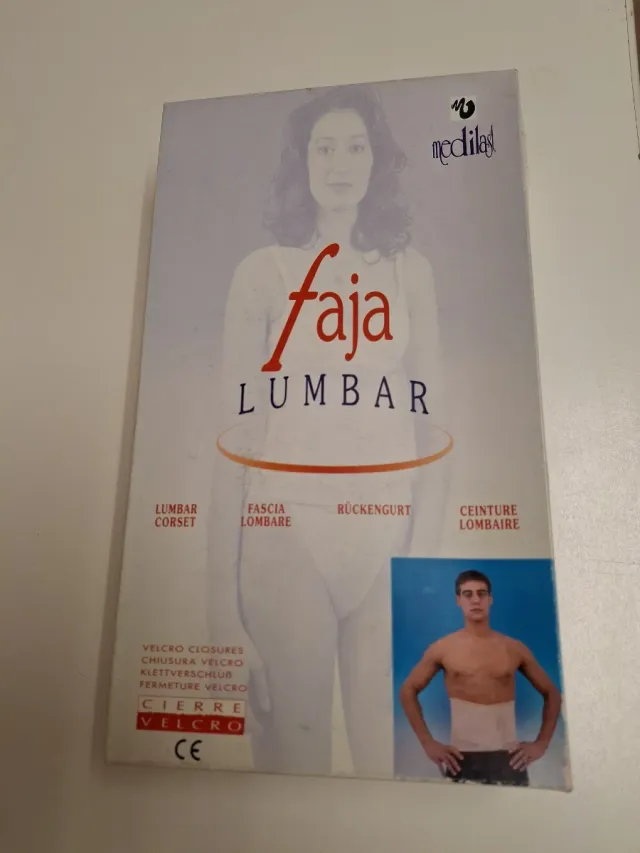 medilast
faja
LUMBAR
LUMBAR
CORSET
FASCIA
LOMBARE
RÜCKENGURT
CEINTURE
LOMBAIRE
VELCRO CLOSURES
CHIUSURA VELCRO
KLETTVERSCHLUß
FERMETURE VELCRO
CIERRE
VELCRO
CE